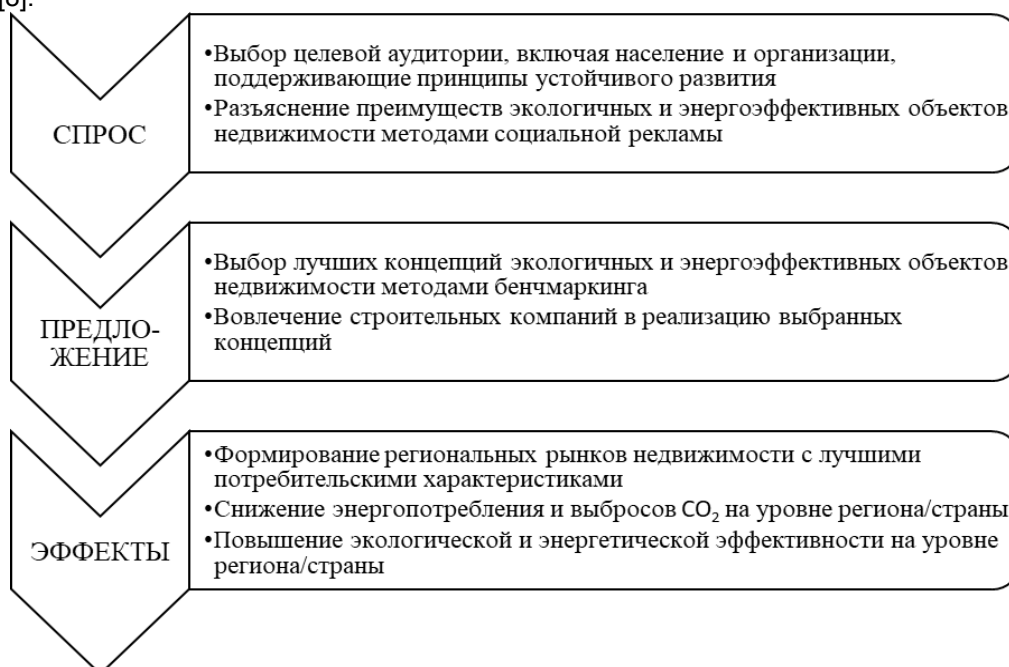 [8].
•Выбор целевой аудитории, включая население и организации,
поддерживающие принципы устойчивого развития
•Разъяснение преимуществ экологичных и энергоэффективных объектов
недвижимости методами социальной рекламы
СПРОС
•Выбор лучших концепций экологичных и энергоэффективных объектов
недвижимости методами бенчмаркинга
•Вовлечение строительных компаний в реализацию выбранных
концепций
ПРЕДЛО-
ЖЕНИЕ
•Формирование региональных рынков недвижимости с лучшими
потребительскими характеристиками
•Снижение энергопотребления и выбросов CO₂ на уровне региона/страны
•Повышение экологической и энергетической эффективности на уровне
региона/страны
ЭФФЕКТЫ